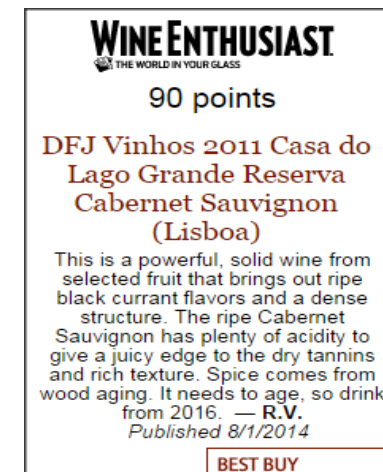 WINE ENTHUSIAST
THE WORLD IN YOUR GLASS
90 points
DFJ Vinhos 2011 Casa do
Lago Grande Reserva
Cabernet Sauvignon
(Lisboa)
This is a powerful, solid wine from
selected fruit that brings out ripe
black currant flavors and a dense
structure. The ripe Cabernet
Sauvignon has plenty of acidity to
give a juicy edge to the dry tannins
and rich texture. Spice comes from
wood aging. It needs to age, so drink
from 2016. — R.V.
Published 8/1/2014
BEST BUY